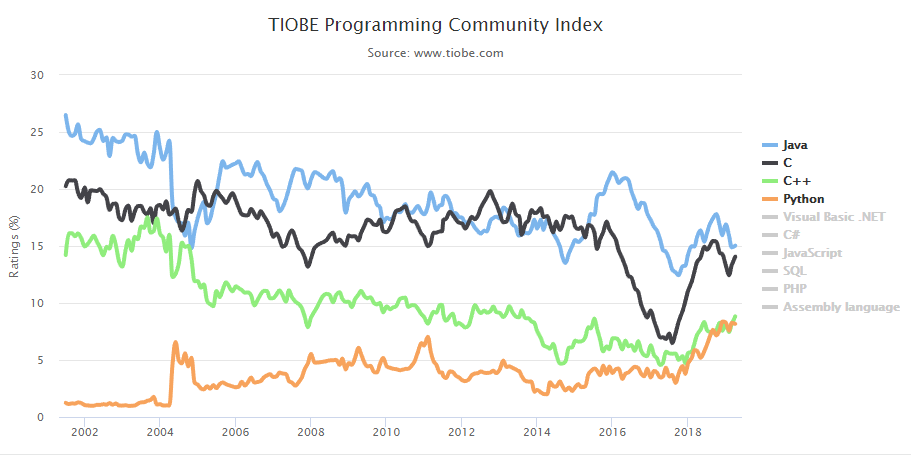 TIOBE Programming Community Index
Source: www.tiobe.com
Ratings (%)
30
25
20
15
10
5
0
2002 2004 2006 2008 2010 2012 2014 2016 2018
Java
C
C++
Python
Visual Basic .NET
C#
JavaScript
SQL
PHP
Assembly language